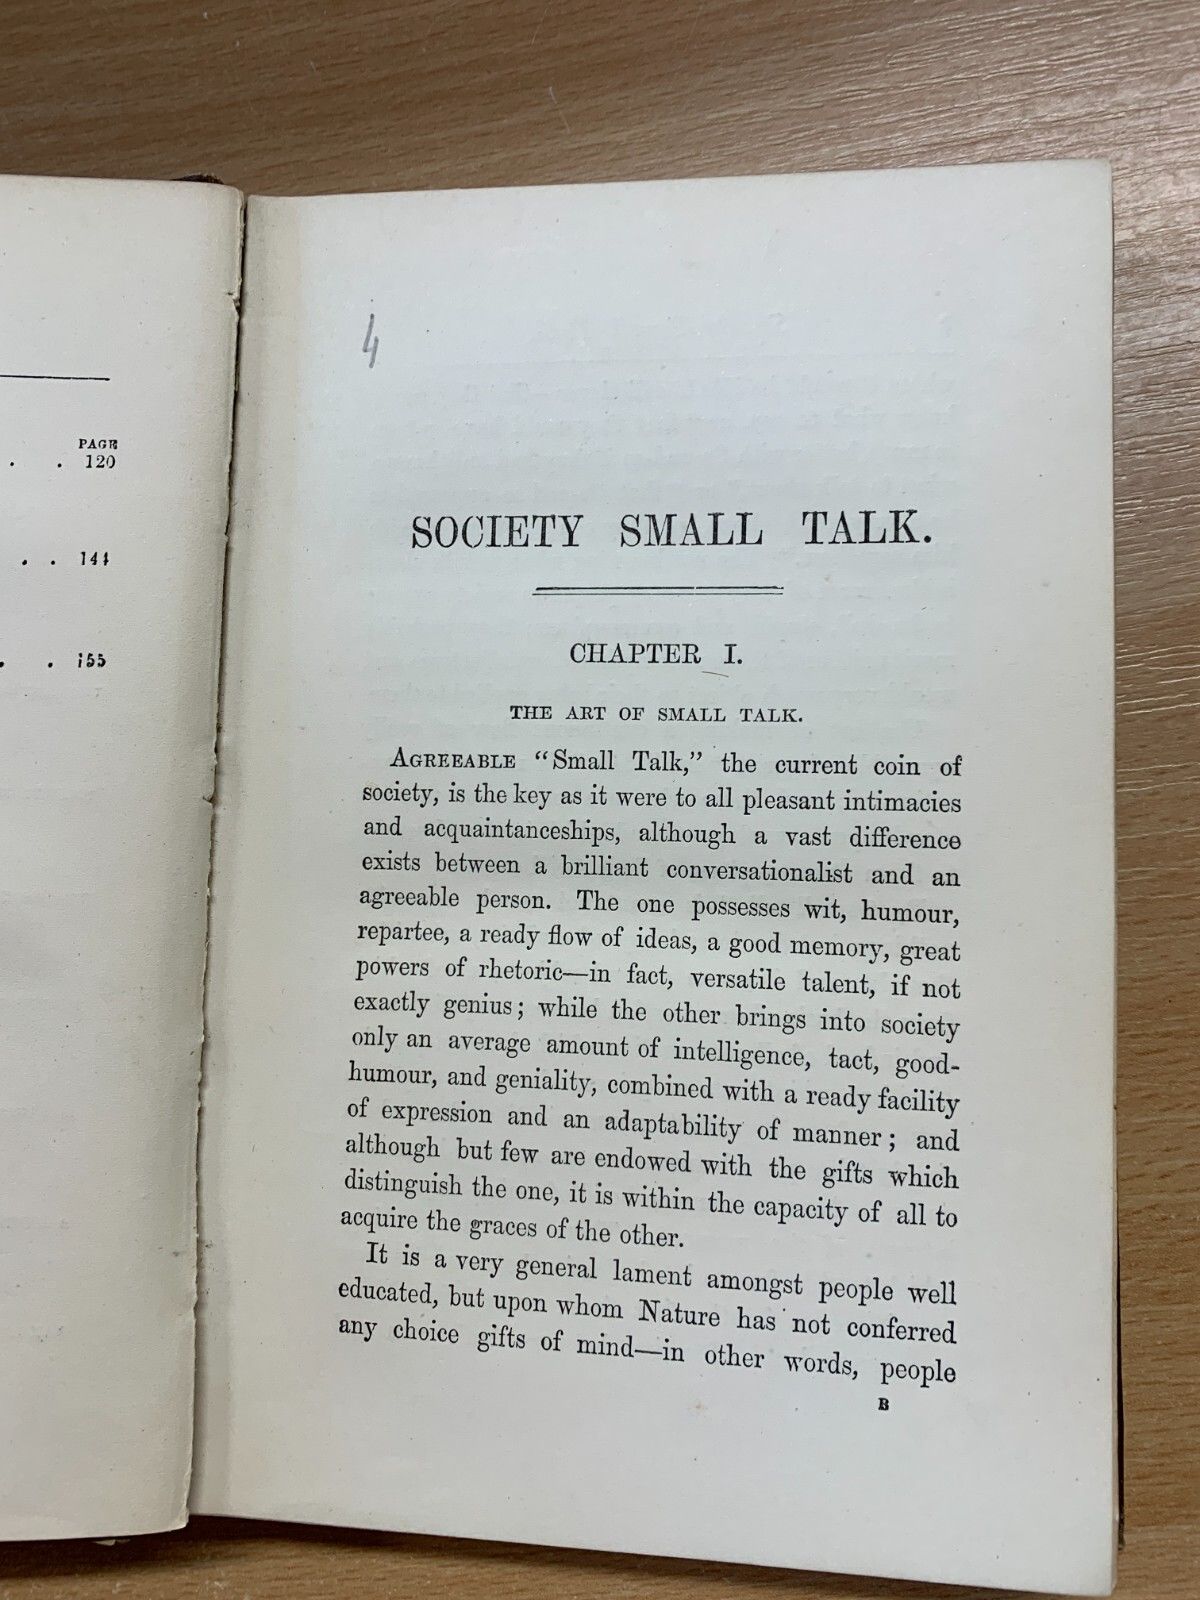 PAGE
. . 120
. . 144
. . 155
4
SOCIETY SMALL TALK.
CHAPTER I.
THE ART OF SMALL TALK.
AGREEABLE “Small Talk,” the current coin of
society, is the key as it were to all pleasant intimacies
and acquaintanceships, although a vast difference
exists between a brilliant conversationalist and an
agreeable person. The one possesses wit, humour,
repartee, a ready flow of ideas, a good memory, great
powers of rhetoric—in fact, versatile talent, if not
exactly genius; while the other brings into society
only an average amount of intelligence, tact, good-
humour, and geniality, combined with a ready facility
of expression and an adaptability of manner; and
although but few are endowed with the gifts which
distinguish the one, it is within the capacity of all to
acquire the graces of the other.
It is a very general lament amongst people well
educated, but upon whom Nature has not conferred
any choice gifts of mind—in other words, people
B